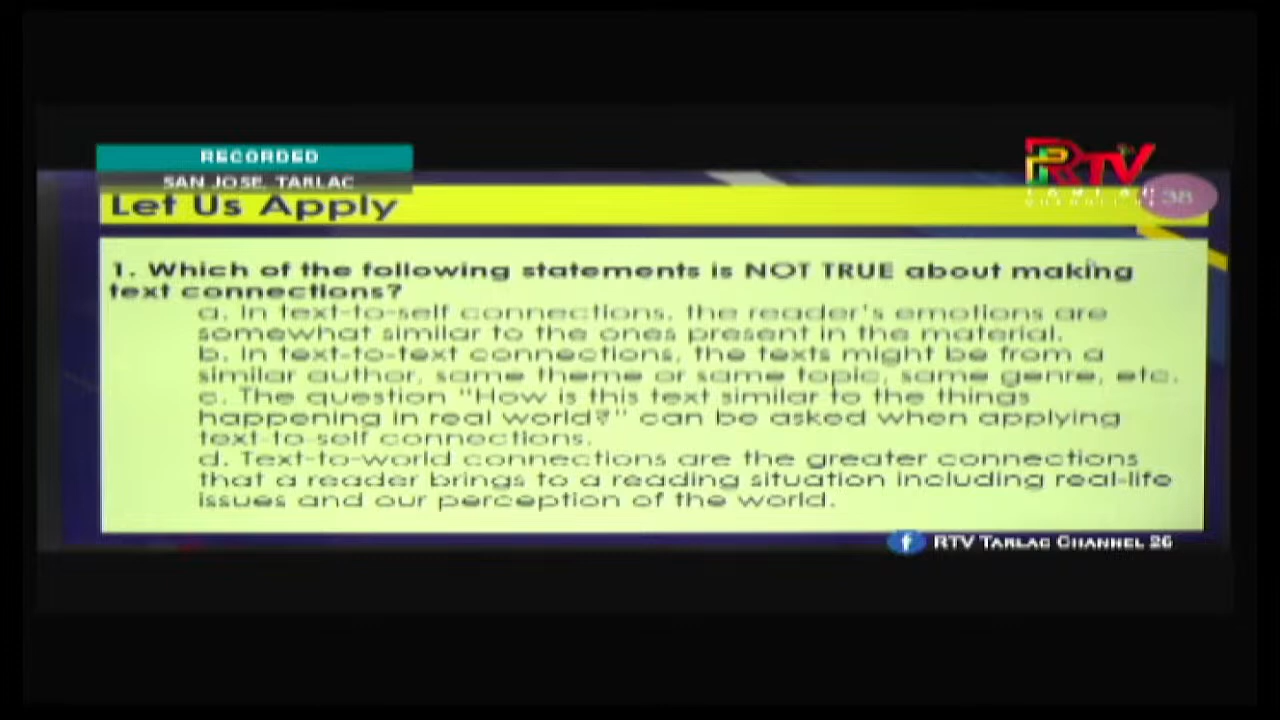 RECORDED
SAN JOSE, TARLAC
RTV
38
Let Us Apply
1. Which of the following statements is NOT TRUE about making
text connections?
a. In text-to-self connections, the reader's emotions are
somewhat similar to the ones present in the material.
b. In text-to-text connections, the texts might be from a
similar author, same theme or same topic, same genre, etc.
c. The question "How is this text similar to the things
happening in real world?" can be asked when applying
text-to-self connections.
d. Text-to-world connections are the greater connections
that a reader brings to a reading situation including real-life
issues and our perception of the world.
f RTV TARLAC CHANNEL 26